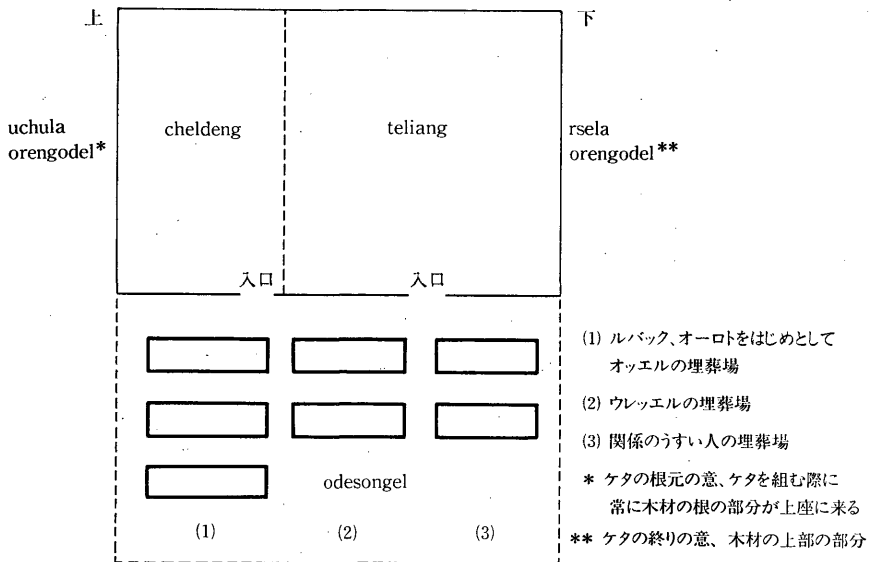 上
下
uchula
orengodel*
cheldeng
teliang
rsela
orengodel**
入口
入口
(1) ルバック、オーロトをはじめとして
オッエルの埋葬場
(2) ウレッエルの埋葬場
(3) 関係のうすい人の埋葬場
odesongel
* ケタの根元の意、ケタを組む際に
常に木材の根の部分が上座に来る
(1)
(2)
(3)
** ケタの終りの意、木材の上部の部分